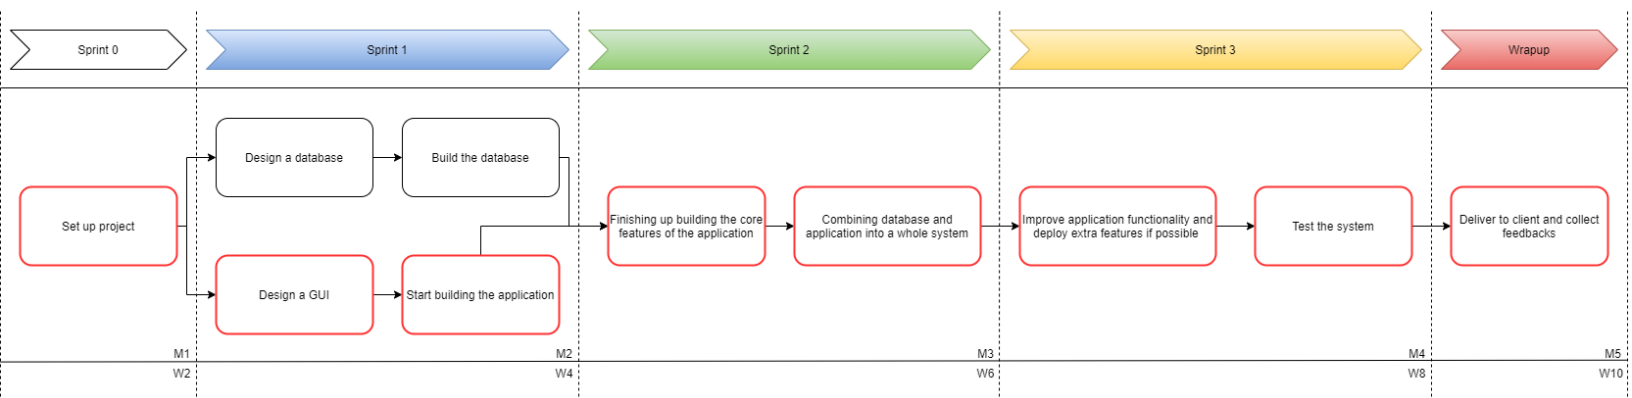 Sprint 0
Sprint 1
Sprint 2
Sprint 3
Wrapup
Design a database
Build the database
Set up project
Finishing up building the core
features of the application
Combining database and
application into a whole system
Improve application functionality and
deploy extra features if possible
Test the system
Deliver to client and collect
feedbacks
Design a GUI
Start building the application
M1
M2
M3
M4
M5
W2
W4
W6
W8
W10